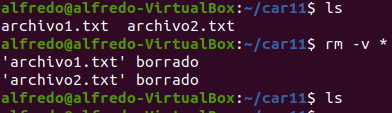 alfredo@alfredo-VirtualBox:~/car11$ ls
archivo1.txt  archivo2.txt
alfredo@alfredo-VirtualBox:~/car11$ rm -v *
'archivo1.txt' borrado
'archivo2.txt' borrado
alfredo@alfredo-VirtualBox:~/car11$ ls